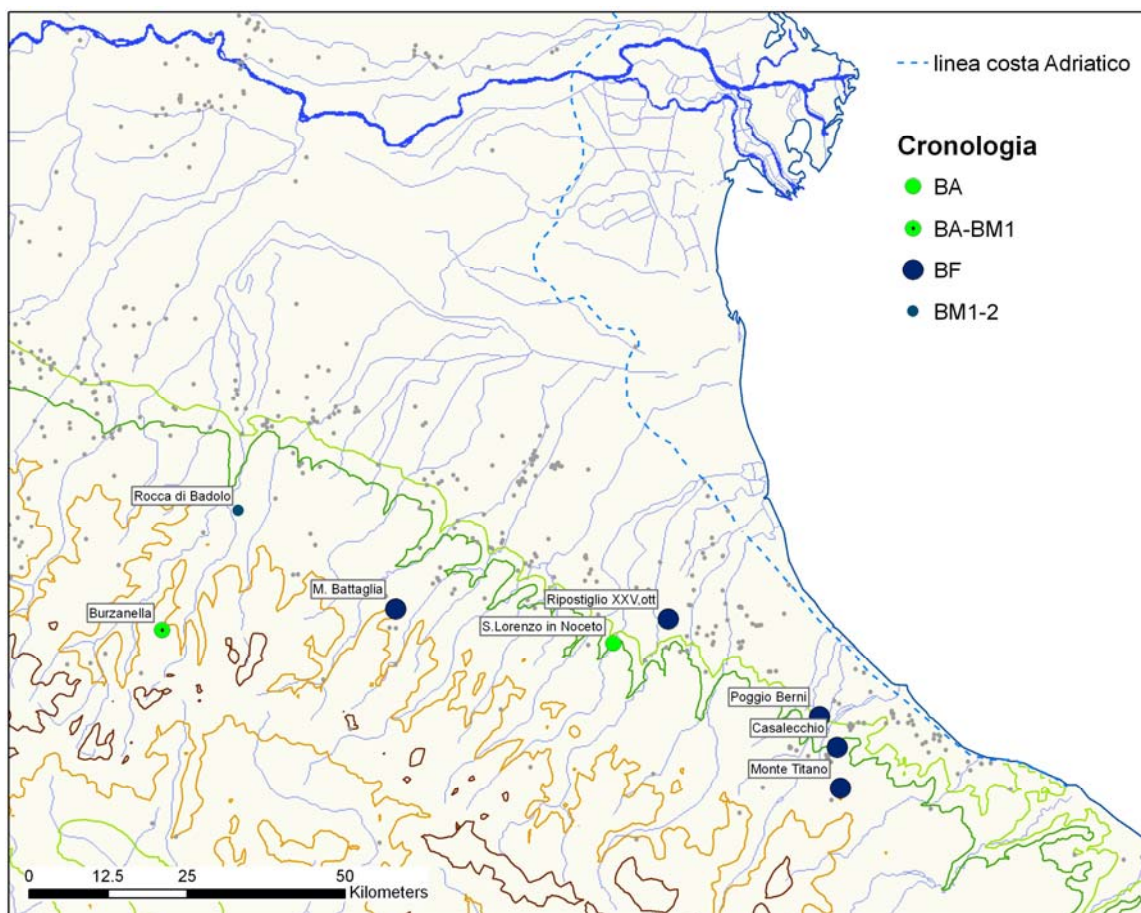 linea costa Adriatico
Cronologia
BA
BA-BM1
BF
BM1-2
Rocca di Badolo
M. Battaglia
Burzanella
Ripostiglio XXV,ott
S.Lorenzo in Noceto
Poggio Berni
Casalecchio
Monte Titano
0 12.5 25 50
Kilometers